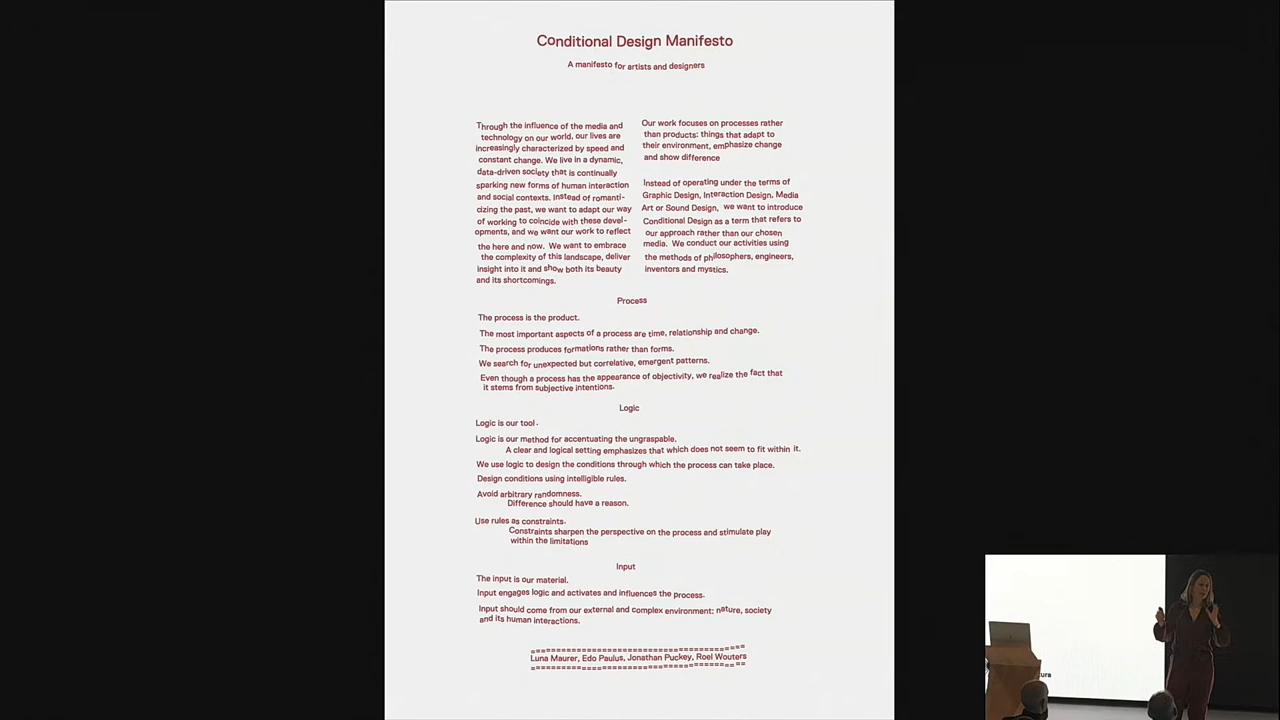 Conditional Design Manifesto
A manifesto for artists and designers
Through the influence of the media and
technology on our world, our lives are
increasingly characterized by speed and
constant change. We live in a dynamic,
data-driven society that is continually
sparking new forms of human interaction
and social contexts. Instead of romanti-
cizing the past, we want to adapt our way
of working to coincide with these devel-
opments, and we want our work to reflect
the here and now. We want to embrace
the complexity of this landscape, deliver
insight into it and show both its beauty
and its shortcomings.
Our work focuses on processes rather
than products: things that adapt to
their environment, emphasize change
and show difference
Instead of operating under the terms of
Graphic Design, Interaction Design, Media
Art or Sound Design, we want to introduce
Conditional Design as a term that refers to
our approach rather than our chosen
media. We conduct our activities using
the methods of philosophers, engineers,
inventors and mystics.
Process
The process is the product.
The most important aspects of a process are time, relationship and change.
The process produces formations rather than forms.
We search for unexpected but correlative, emergent patterns.
Even though a process has the appearance of objectivity, we realize the fact that
it stems from subjective intentions.
Logic
Logic is our tool.
Logic is our method for accentuating the ungraspable.
A clear and logical setting emphasizes that which does not seem to fit within it.
We use logic to design the conditions through which the process can take place.
Design conditions using intelligible rules.
Avoid arbitrary randomness.
Difference should have a reason.
Use rules as constraints.
Constraints sharpen the perspective on the process and stimulate play
within the limitations
Input
The input is our material.
Input engages logic and activates and influences the process.
Input should come from our external and complex environment: nature, society
and its human interactions.
Luna Maurer, Edo Paulus, Jonathan Puckey, Roel Wouters